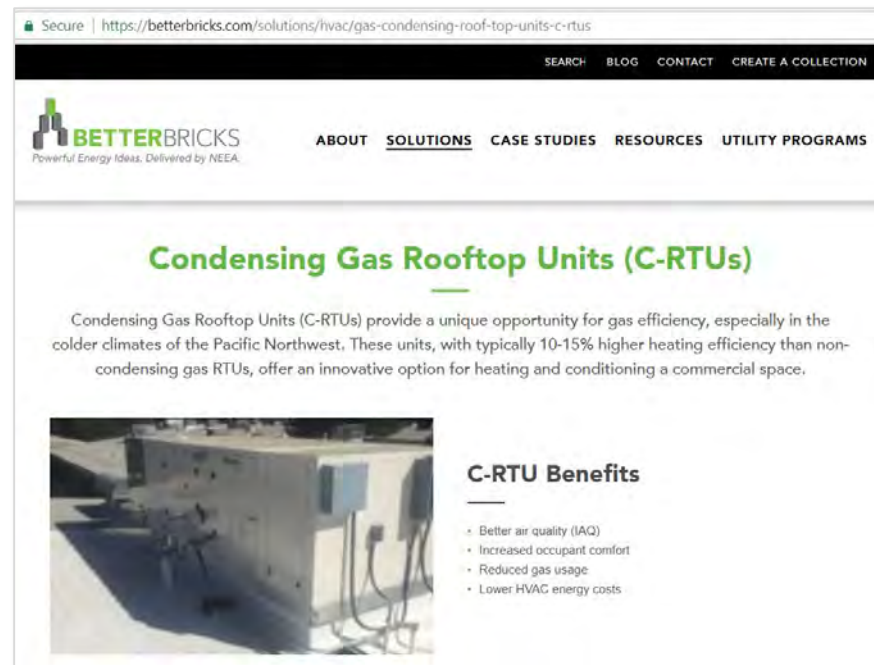 Secure | https://betterbricks.com/solutions/hvac/gas-condensing-roof-top-units-c-rtus
SEARCH BLOG CONTACT CREATE A COLLECTION
BETTERBRICKS
Powerful Energy Ideas. Delivered by NEEA.
ABOUT SOLUTIONS CASE STUDIES RESOURCES UTILITY PROGRAMS
Condensing Gas Rooftop Units (C-RTUs)
Condensing Gas Rooftop Units (C-RTUs) provide a unique opportunity for gas efficiency, especially in the
colder climates of the Pacific Northwest. These units, with typically 10-15% higher heating efficiency than non-
condensing gas RTUs, offer an innovative option for heating and conditioning a commercial space.
C-RTU Benefits
• Better air quality (IAQ)
• Increased occupant comfort
• Reduced gas usage
• Lower HVAC energy costs